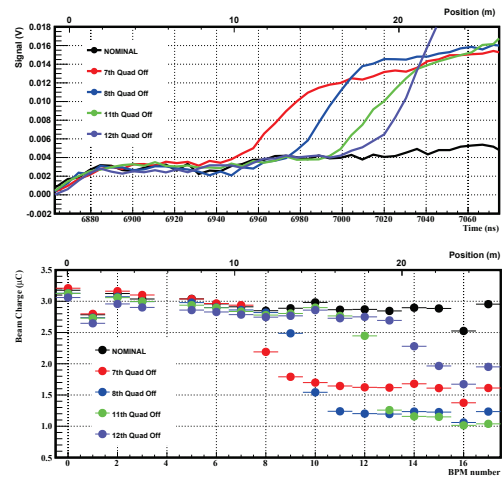 0 10 20 Position (m)
Signal (V)
0.018
0.016
0.014
0.012
0.010
0.008
0.006
0.004
0.002
0.000
-0.002
NOMINAL
7th Quad Off
8th Quad Off
11th Quad Off
12th Quad Off
6880 6900 6920 6940 6960 6980 7000 7020 7040 7060
Time (ns)
Position (m)
0 10 20
Beam Charge (μC)
3.5
3.0
2.5
2.0
1.5
1.0
0.5
NOMINAL
7th Quad Off
8th Quad Off
11th Quad Off
12th Quad Off
0 2 4 6 8 10 12 14 16
BPM number